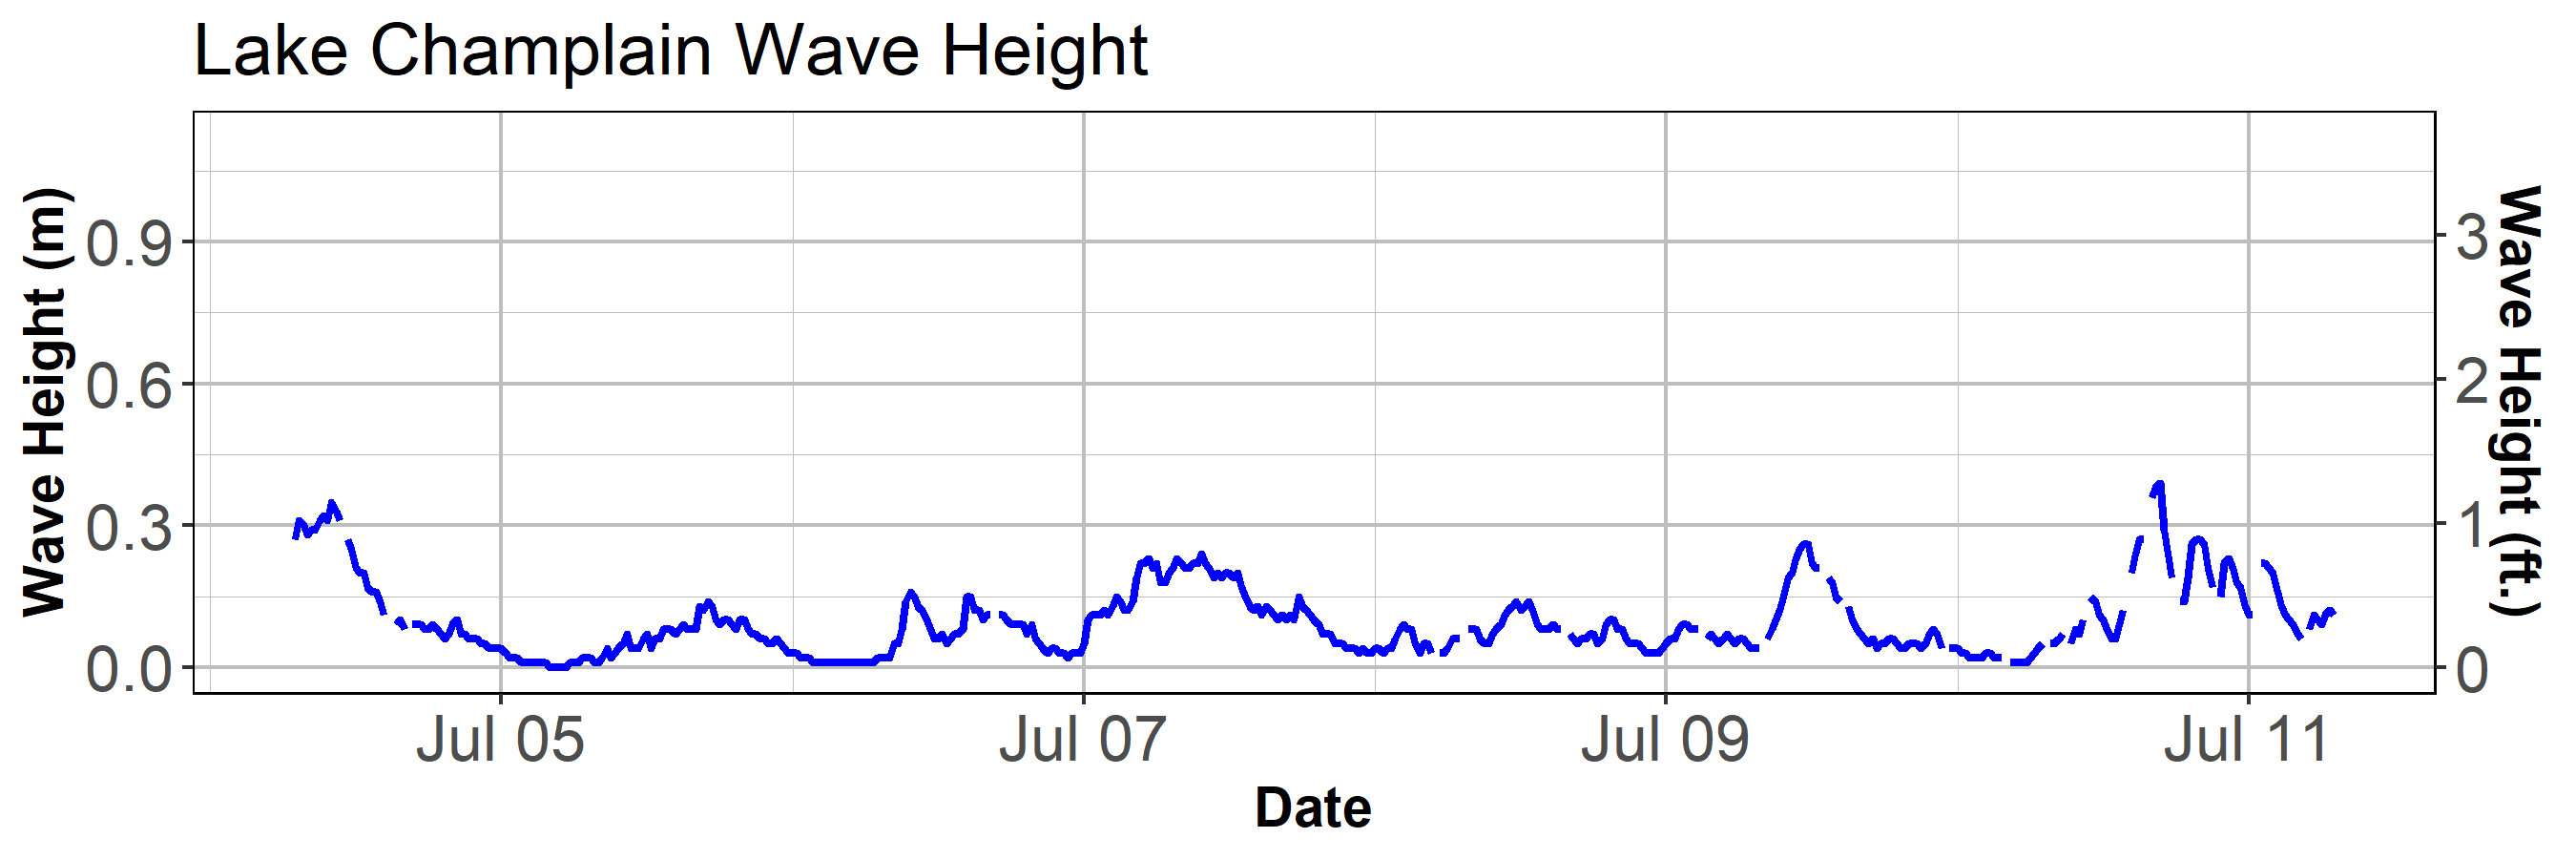 Lake Champlain Wave Height
Wave Height (m)
0.9
0.6
0.3
0.0
3
2
1
0
Wave Height (ft.)
Jul 05
Jul 07
Jul 09
Jul 11
Date